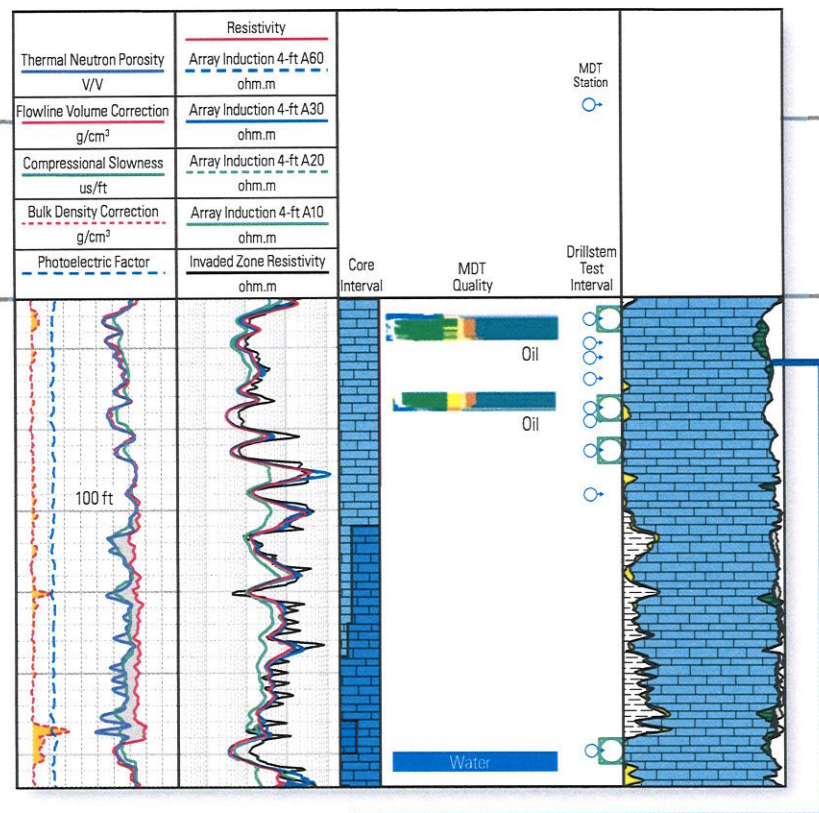 Thermal Neutron Porosity
V/V
Flowline Volume Correction
g/cm³
Compressional Slowness
us/ft
Bulk Density Correction
g/cm³
Photoelectric Factor
Resistivity
Array Induction 4-ft A60
ohm.m
Array Induction 4-ft A30
ohm.m
Array Induction 4-ft A20
ohm.m
Array Induction 4-ft A10
ohm.m
Invaded Zone Resistivity
ohm.m
Core
Interval
MDT
Quality
MDT
Station
Drillstem
Test
Interval
100 ft
Oil
Oil
Water